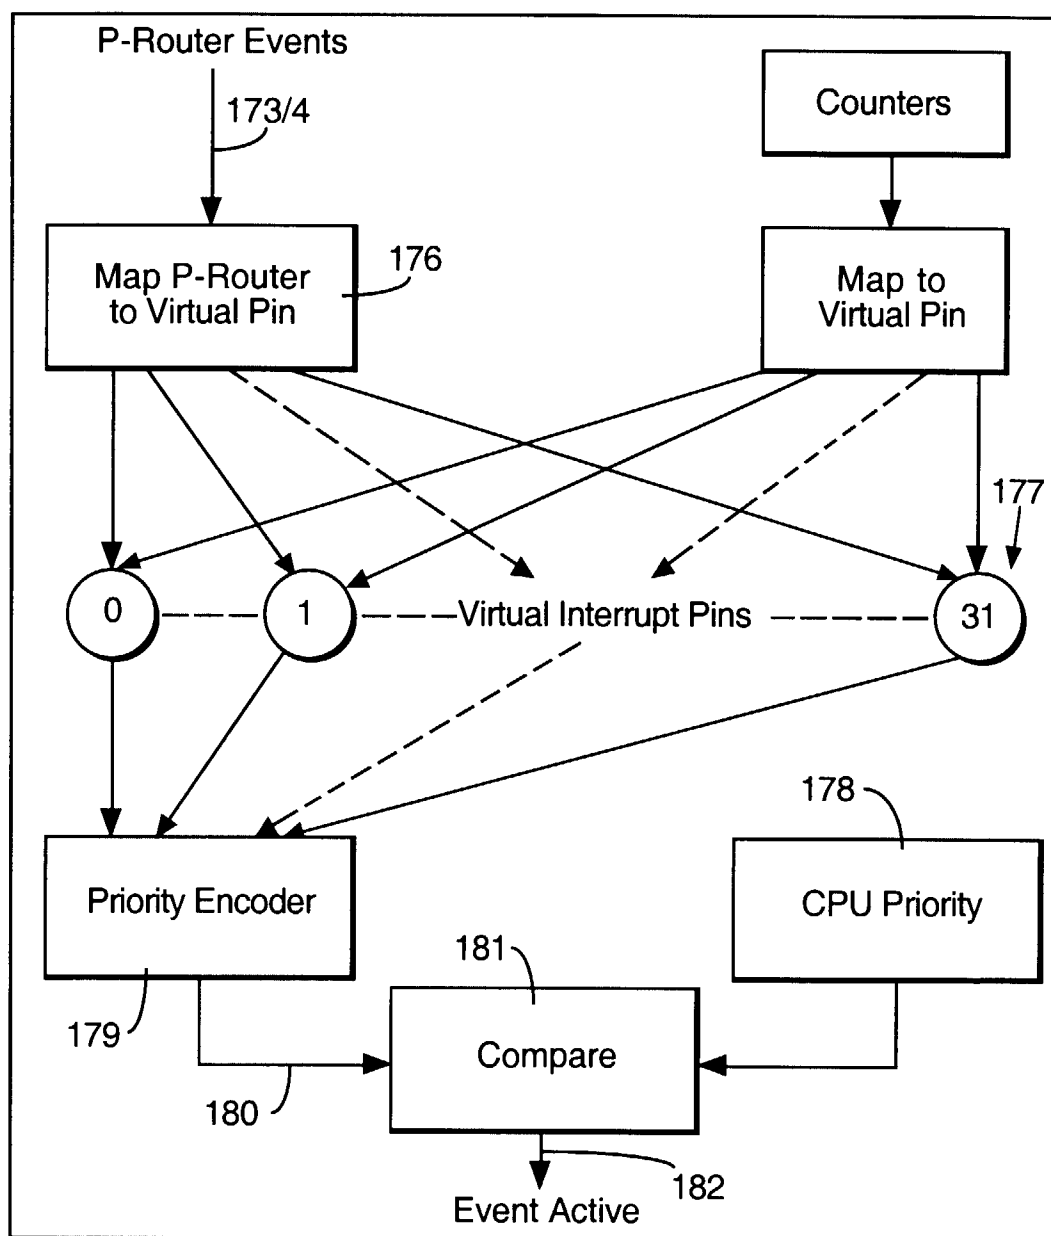 P-Router Events
173/4
Counters
Map P-Router
to Virtual Pin
176
Map to
Virtual Pin
177
0
1
Virtual Interrupt Pins
31
178
Priority Encoder
CPU Priority
179
181
Compare
180
182
Event Active